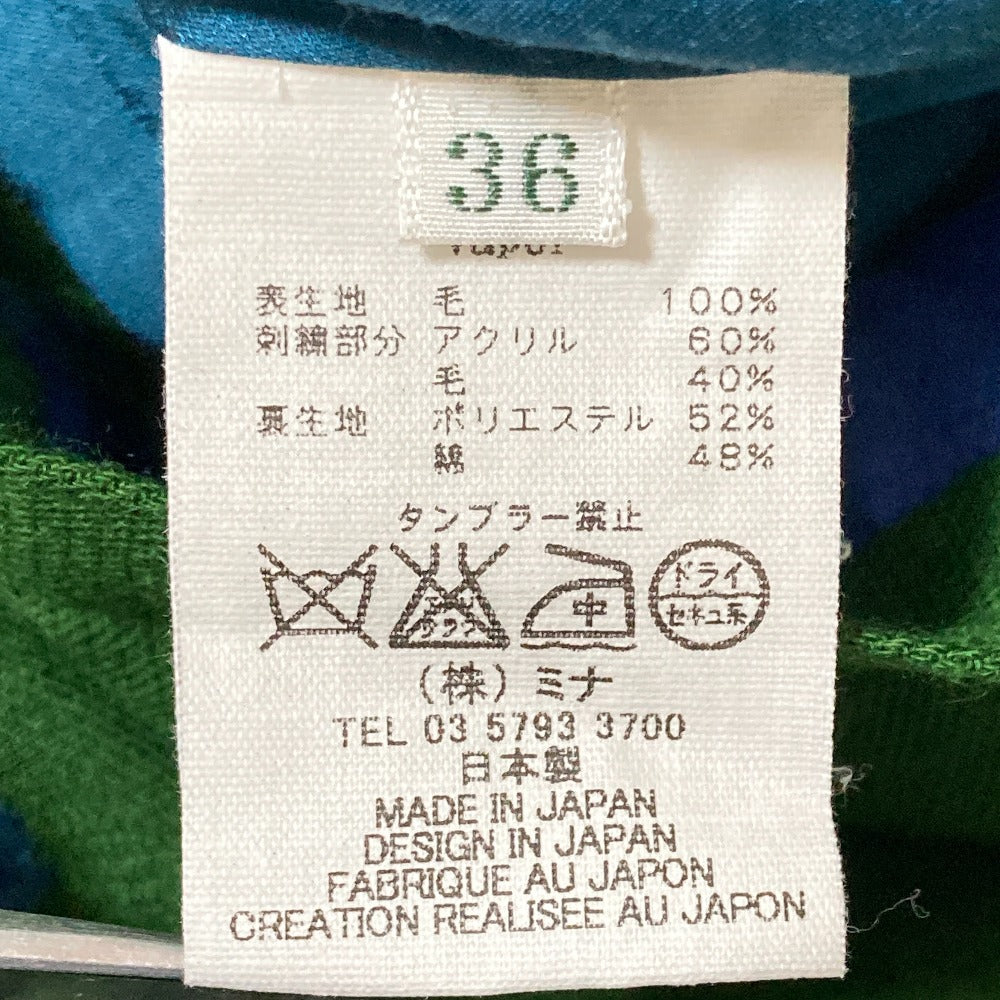 36
表生地 毛 100%
刺繍部分 アクリル 60%
毛 40%
裏生地 ポリエステル 52%
綿 48%
タンブラー禁止
中
ドライ
セキユ系
(株)ミナ
TEL 03 5793 3700
日本製
MADE IN JAPAN
DESIGN IN JAPAN
FABRIQUE AU JAPON
CREATION REALISEE AU JAPON